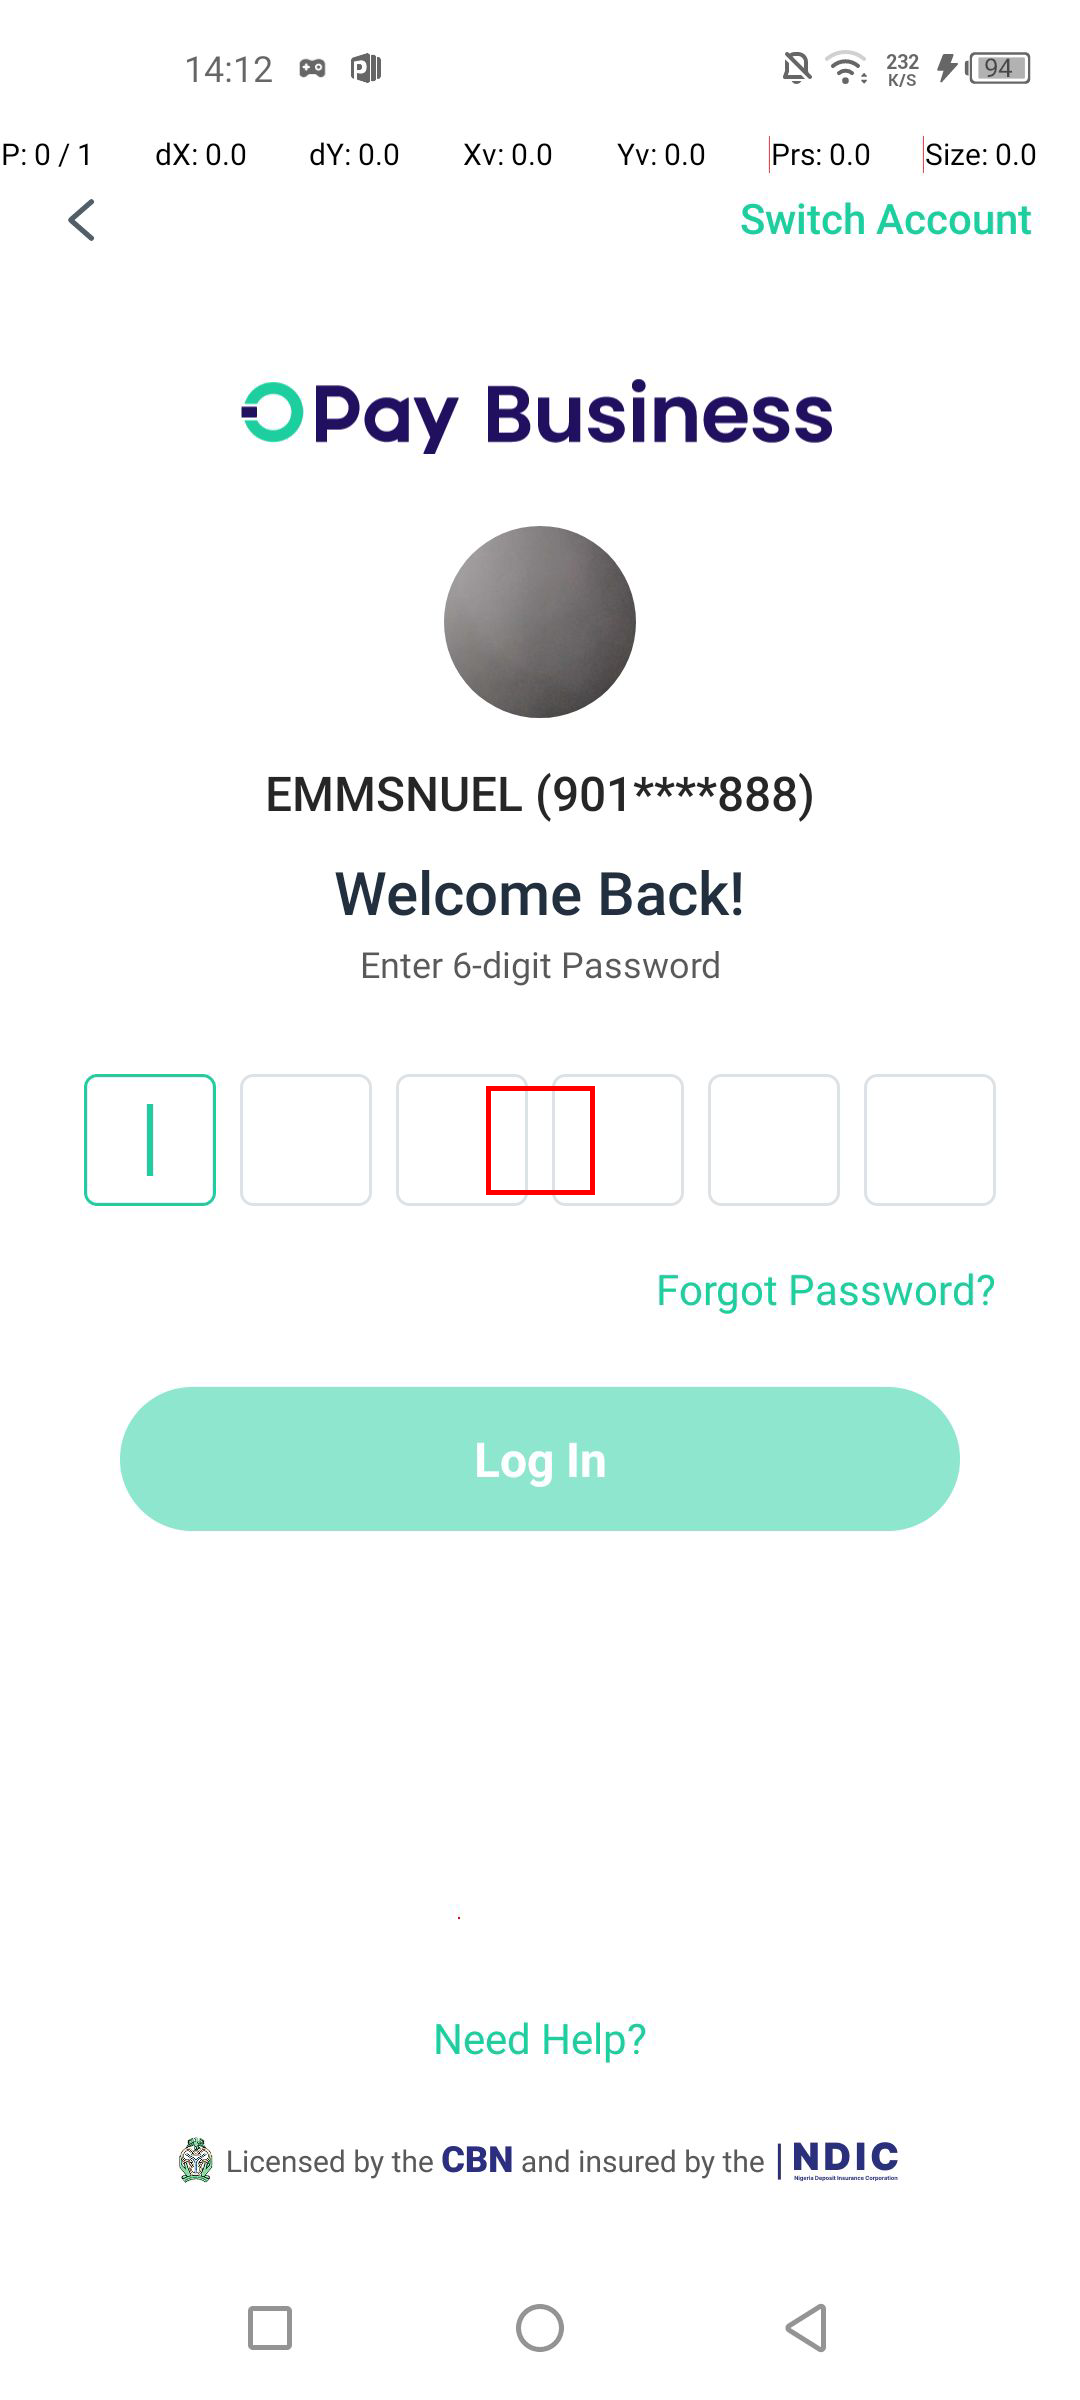 14:12
232
K/S
94
P: 0 / 1 dX: 0.0 dY: 0.0 Xv: 0.0 Yv: 0.0 Prs: 0.0 Size: 0.0
Switch Account
OPay Business
EMMSNUEL (901****888)
Welcome Back!
Enter 6-digit Password
Forgot Password?
Log In
Need Help?
Licensed by the CBN and insured by the | NDIC
Nigeria Deposit Insurance Corporation